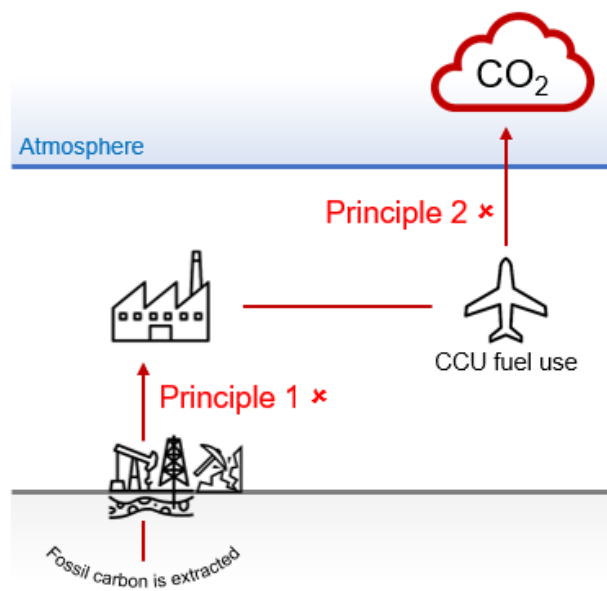 CO₂
Atmosphere
Principle 2 ×
CCU fuel use
Principle 1 ×
Fossil carbon is extracted